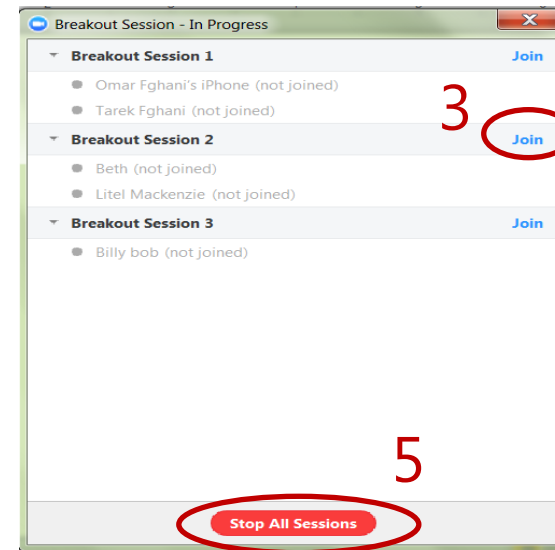 Breakout Session - In Progress
Breakout Session 1 Join
Omar Fghani's iPhone (not joined)
Tarek Fghani (not joined)
3
Breakout Session 2 Join
Beth (not joined)
Litel Mackenzie (not joined)
Breakout Session 3 Join
Billy bob (not joined)
5
Stop All Sessions